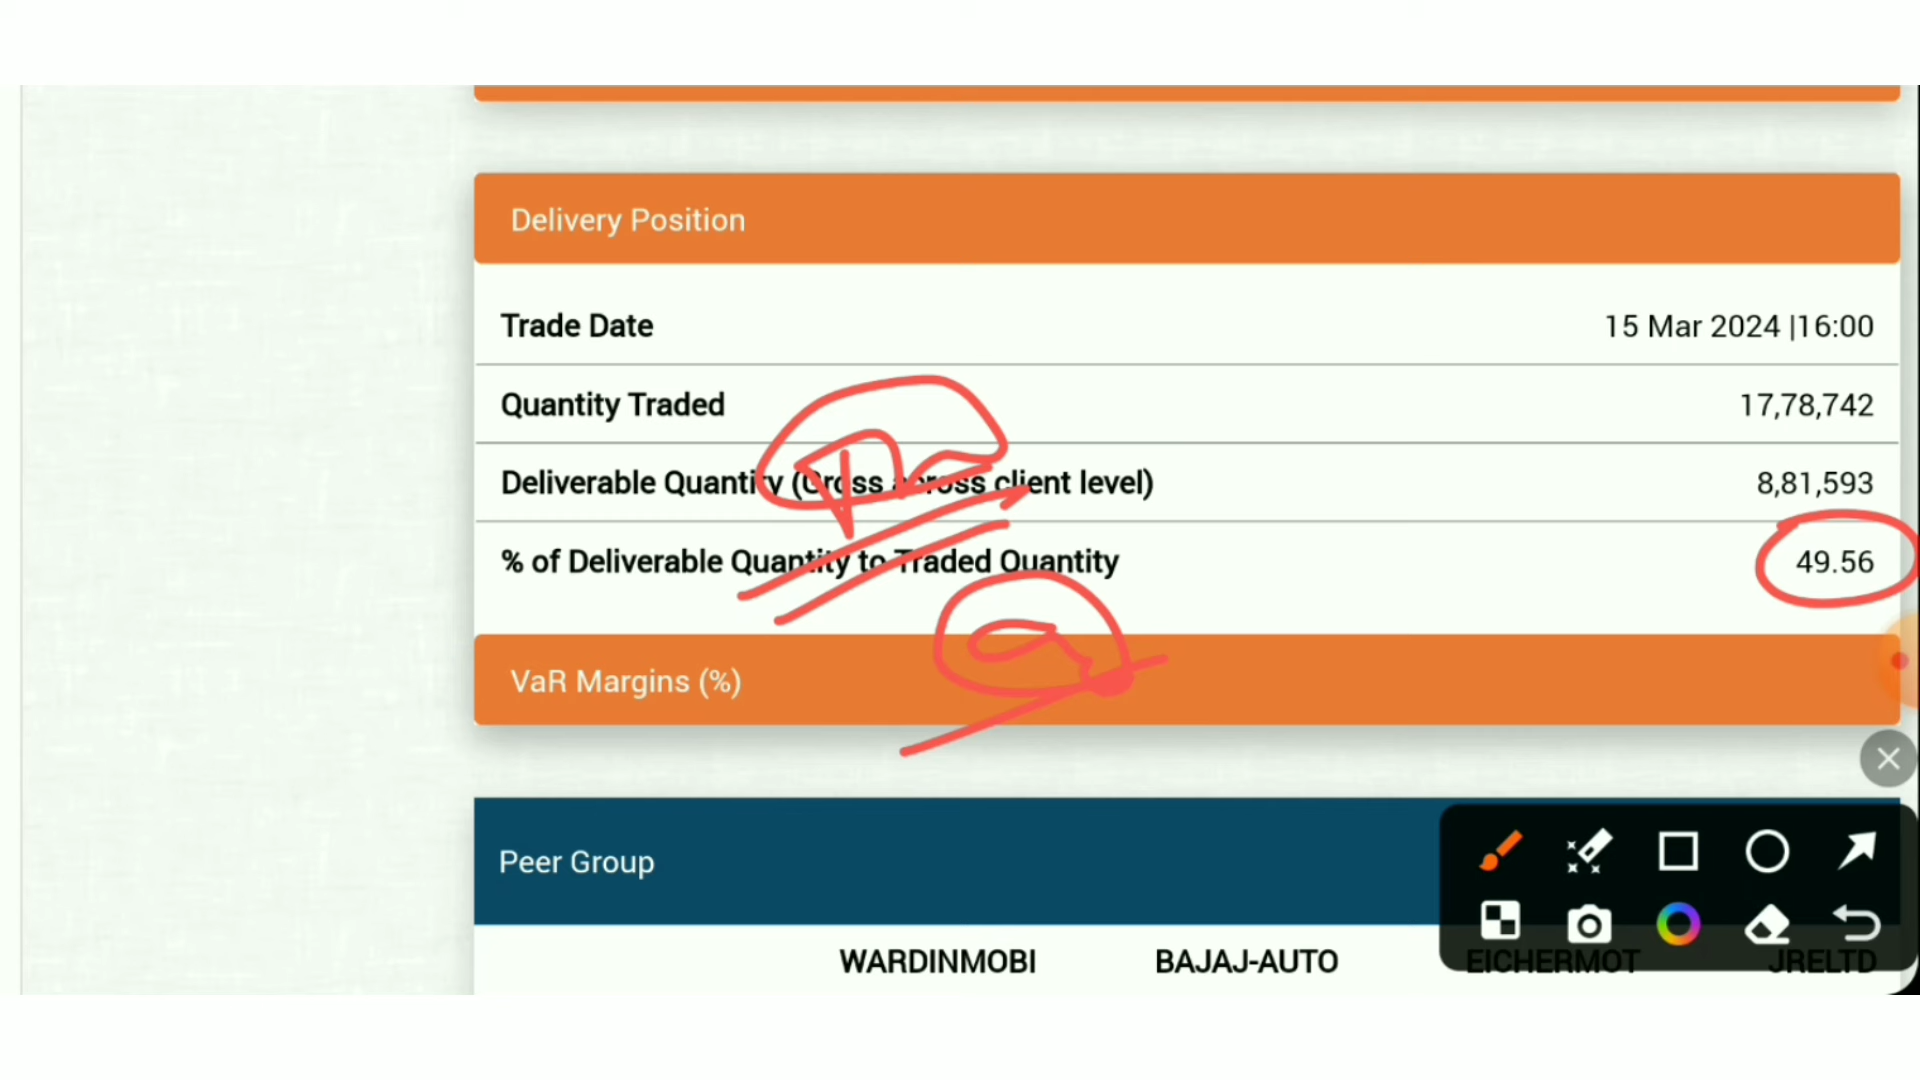 Delivery Position
Trade Date 15 Mar 2024 |16:00
Quantity Traded 17,78,742
Deliverable Quantity (Gross across client level) 8,81,593
% of Deliverable Quantity to Traded Quantity 49.56
VaR Margins (%)
Peer Group
WARDINMOBI BAJAJ-AUTO EICHERMOT JRELTD